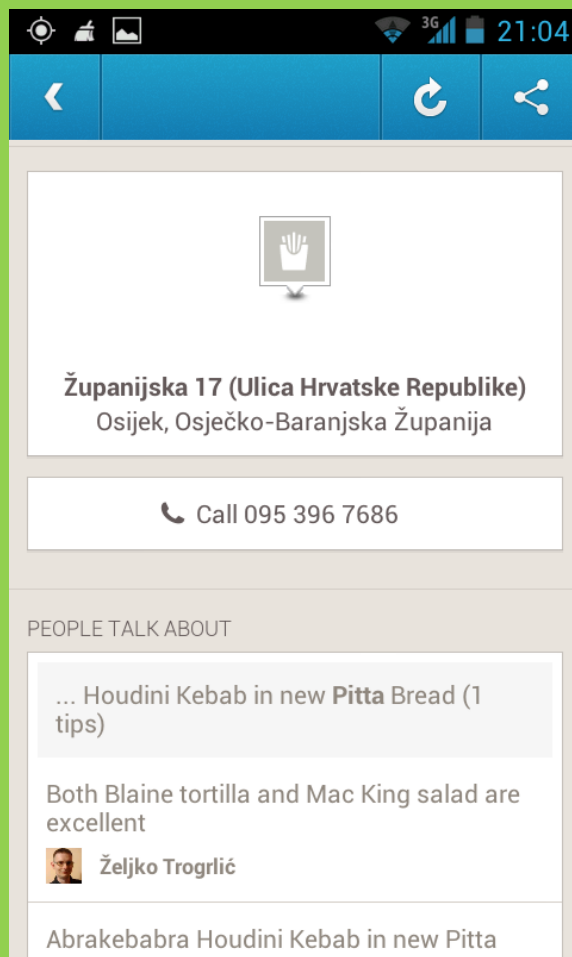 3G 21:04
Županijska 17 (Ulica Hrvatske Republike)
Osijek, Osječko-Baranjska Županija
Call 095 396 7686
PEOPLE TALK ABOUT
... Houdini Kebab in new Pitta Bread (1
tips)
Both Blaine tortilla and Mac King salad are
excellent
Željko Trogrlić
Abrakebabra Houdini Kebab in new Pitta